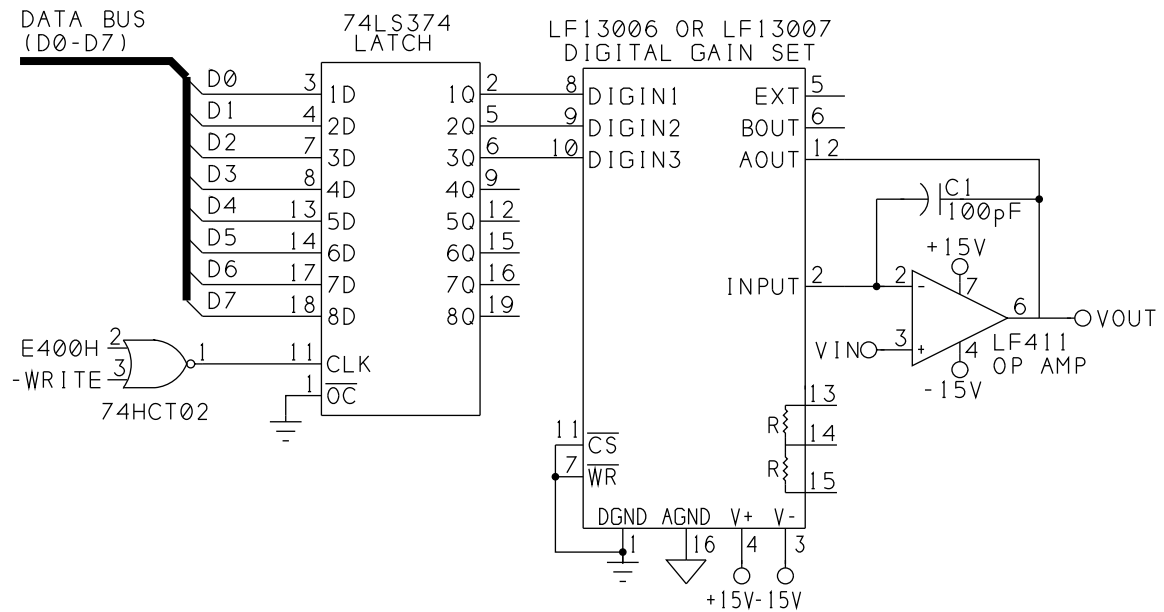 DATA BUS
(D0-D7)
74LS374
LATCH
LF13006 OR LF13007
DIGITAL GAIN SET
D0 3 1D 1Q 2 8 DIGIN1 EXT 5
D1 4 2D 2Q 5 9 DIGIN2 BOUT 6
D2 7 3D 3Q 6 10 DIGIN3 AOUT 12
D3 8 4D 4Q 9
C1
100pF
D4 13 5D 5Q 12
D5 14 6D 6Q 15
+15V
D6 17 7D 7Q 16
INPUT 2 2 - 7
D7 18 8D 8Q 19
6 VOUT
E400H 2
-WRITE 3
1 11 CLK
1 OC
74HCT02
VIN 3 + 4
LF411
OP AMP
-15V
13
R 14
R 15
11 CS
7 WR
DGND AGND V+ V-
1 16 4 3
+15V -15V